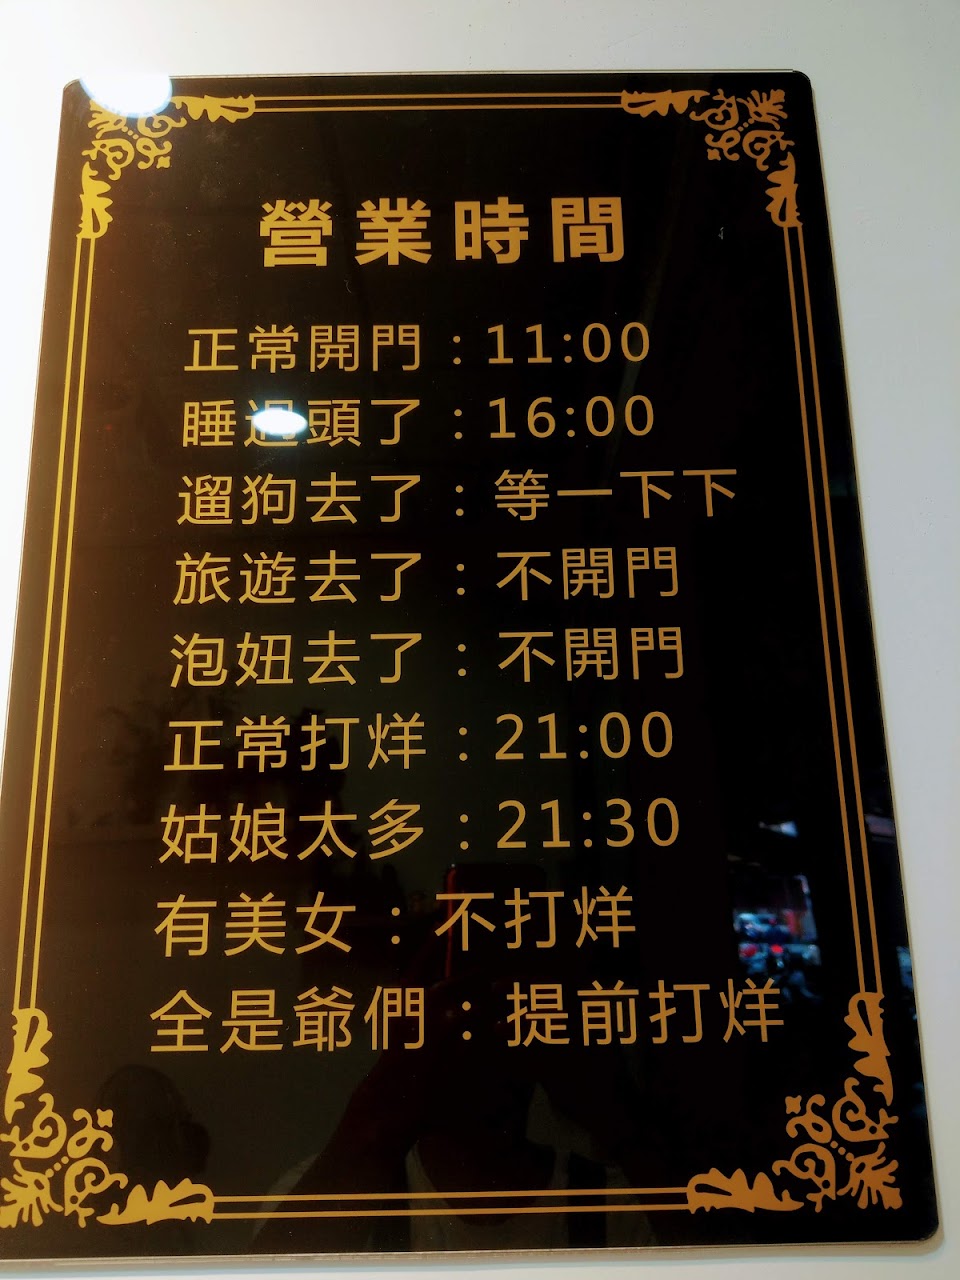 營業時間
正常開門：11:00
睡過頭了：16:00
遛狗去了：等一下下
旅遊去了：不開門
泡妞去了：不開門
正常打烊：21:00
姑娘太多：21:30
有美女：不打烊
全是爺們：提前打烊